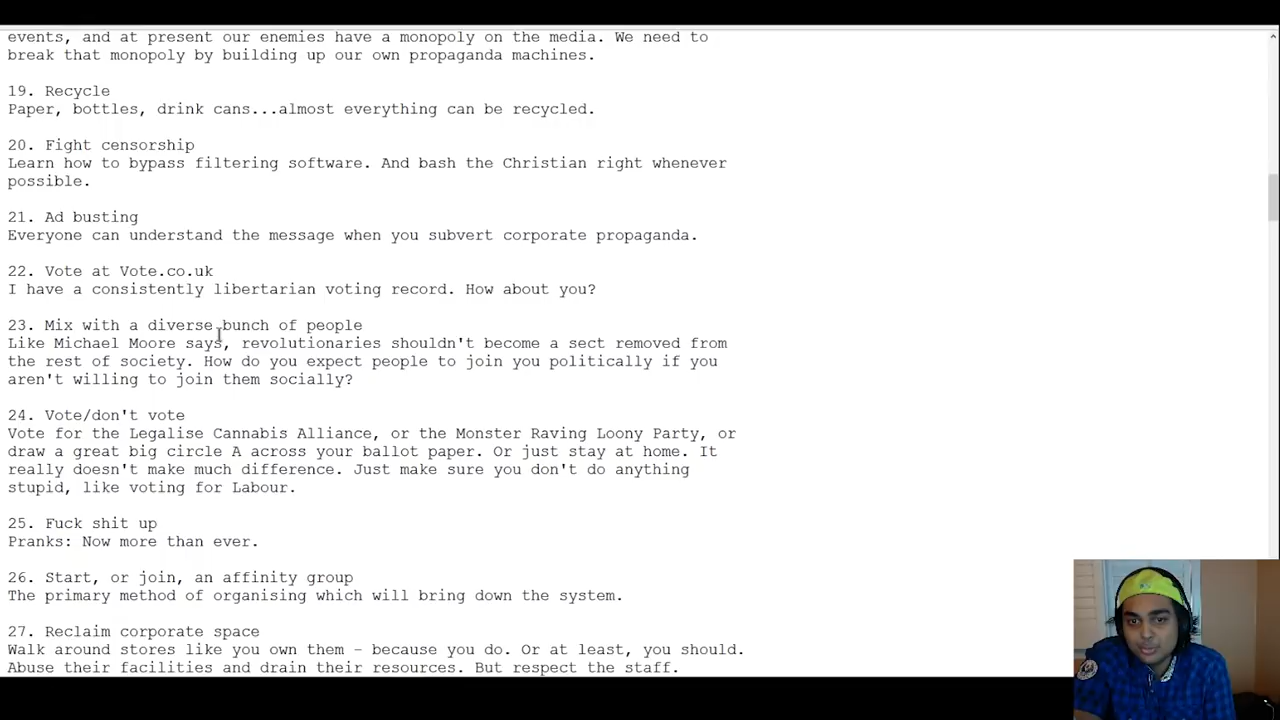 events, and at present our enemies have a monopoly on the media. We need to
break that monopoly by building up our own propaganda machines.
19. Recycle
Paper, bottles, drink cans...almost everything can be recycled.
20. Fight censorship
Learn how to bypass filtering software. And bash the Christian right whenever
possible.
21. Ad busting
Everyone can understand the message when you subvert corporate propaganda.
22. Vote at Vote.co.uk
I have a consistently libertarian voting record. How about you?
23. Mix with a diverse bunch of people
Like Michael Moore says, revolutionaries shouldn't become a sect removed from
the rest of society. How do you expect people to join you politically if you
aren't willing to join them socially?
24. Vote/don't vote
Vote for the Legalise Cannabis Alliance, or the Monster Raving Loony Party, or
draw a great big circle A across your ballot paper. Or just stay at home. It
really doesn't make much difference. Just make sure you don't do anything
stupid, like voting for Labour.
25. Fuck shit up
Pranks: Now more than ever.
26. Start, or join, an affinity group
The primary method of organising which will bring down the system.
27. Reclaim corporate space
Walk around stores like you own them - because you do. Or at least, you should.
Abuse their facilities and drain their resources. But respect the staff.